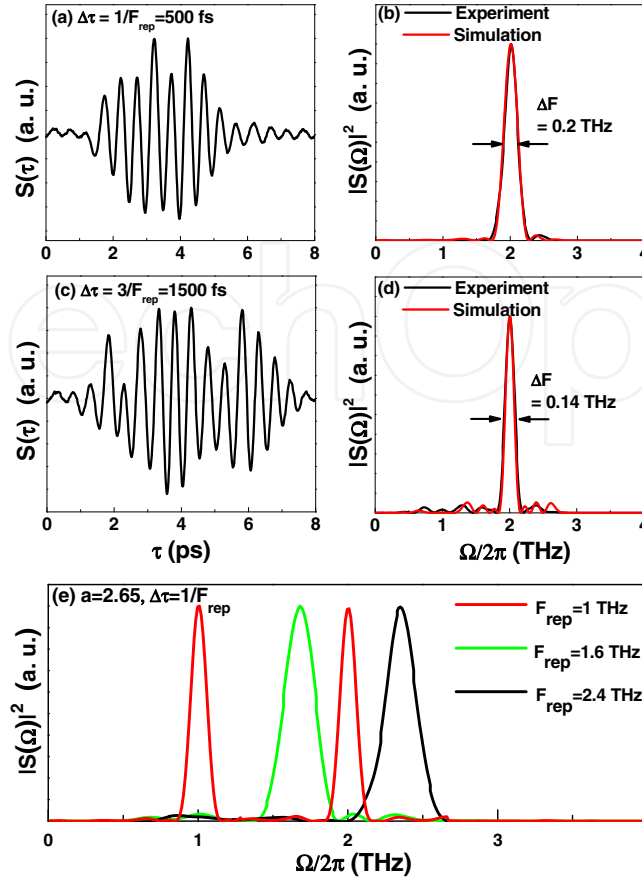 (a) Δτ = 1/F_rep=500 fs
S(τ) (a. u.)
0 2 4 6 8
(b)
Experiment
Simulation
ΔF
= 0.2 THz
|S(Ω)|²
0 1 2 3 4
(c) Δτ = 3/F_rep=1500 fs
S(τ) (a. u.)
0 2 4 6 8
τ (ps)
(d)
Experiment
Simulation
ΔF
= 0.14 THz
|S(Ω)|²
0 1 2 3 4
Ω/2π (THz)
(e) a=2.65, Δτ=1/F_rep
F_rep=1 THz
F_rep=1.6 THz
F_rep=2.4 THz
|S(Ω)|² (a. u.)
0 1 2 3
Ω/2π (THz)
echOp